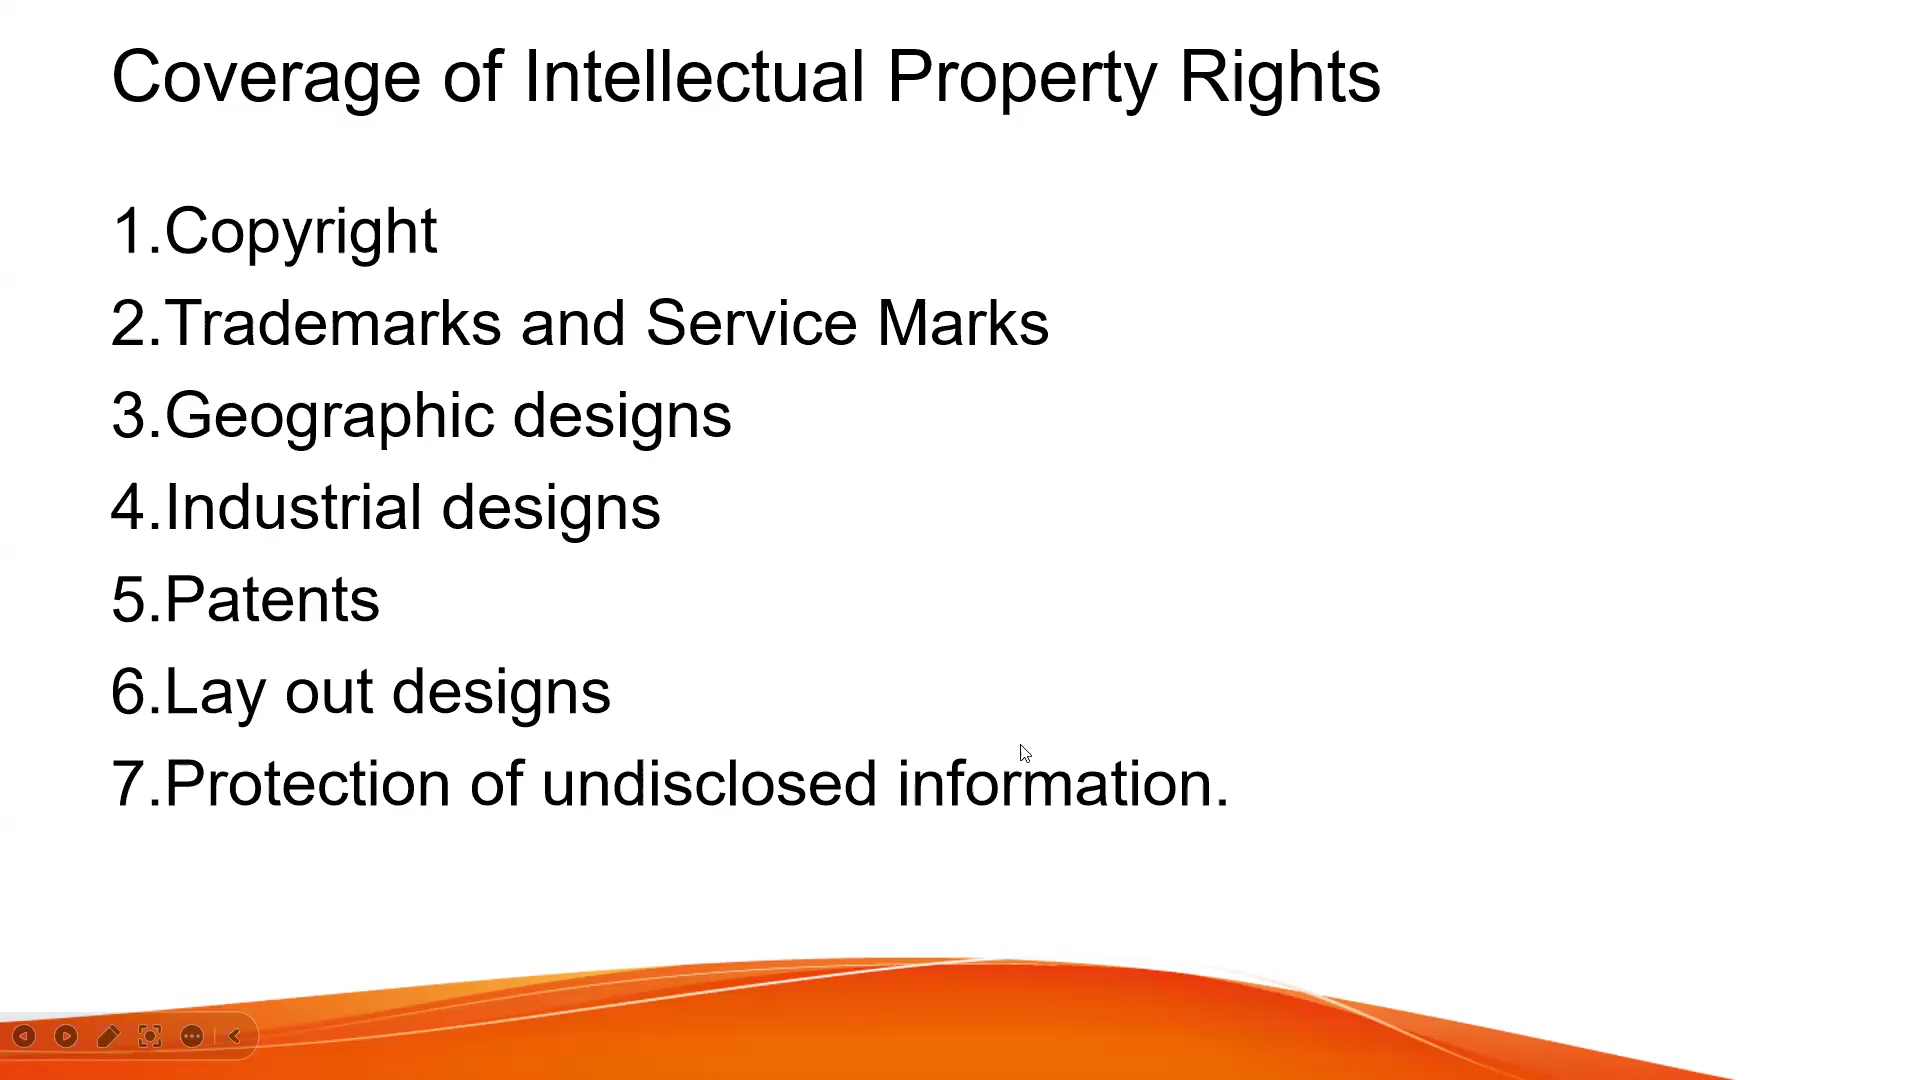 Coverage of Intellectual Property Rights
1.Copyright
2.Trademarks and Service Marks
3.Geographic designs
4.Industrial designs
5.Patents
6.Lay out designs
7.Protection of undisclosed information.